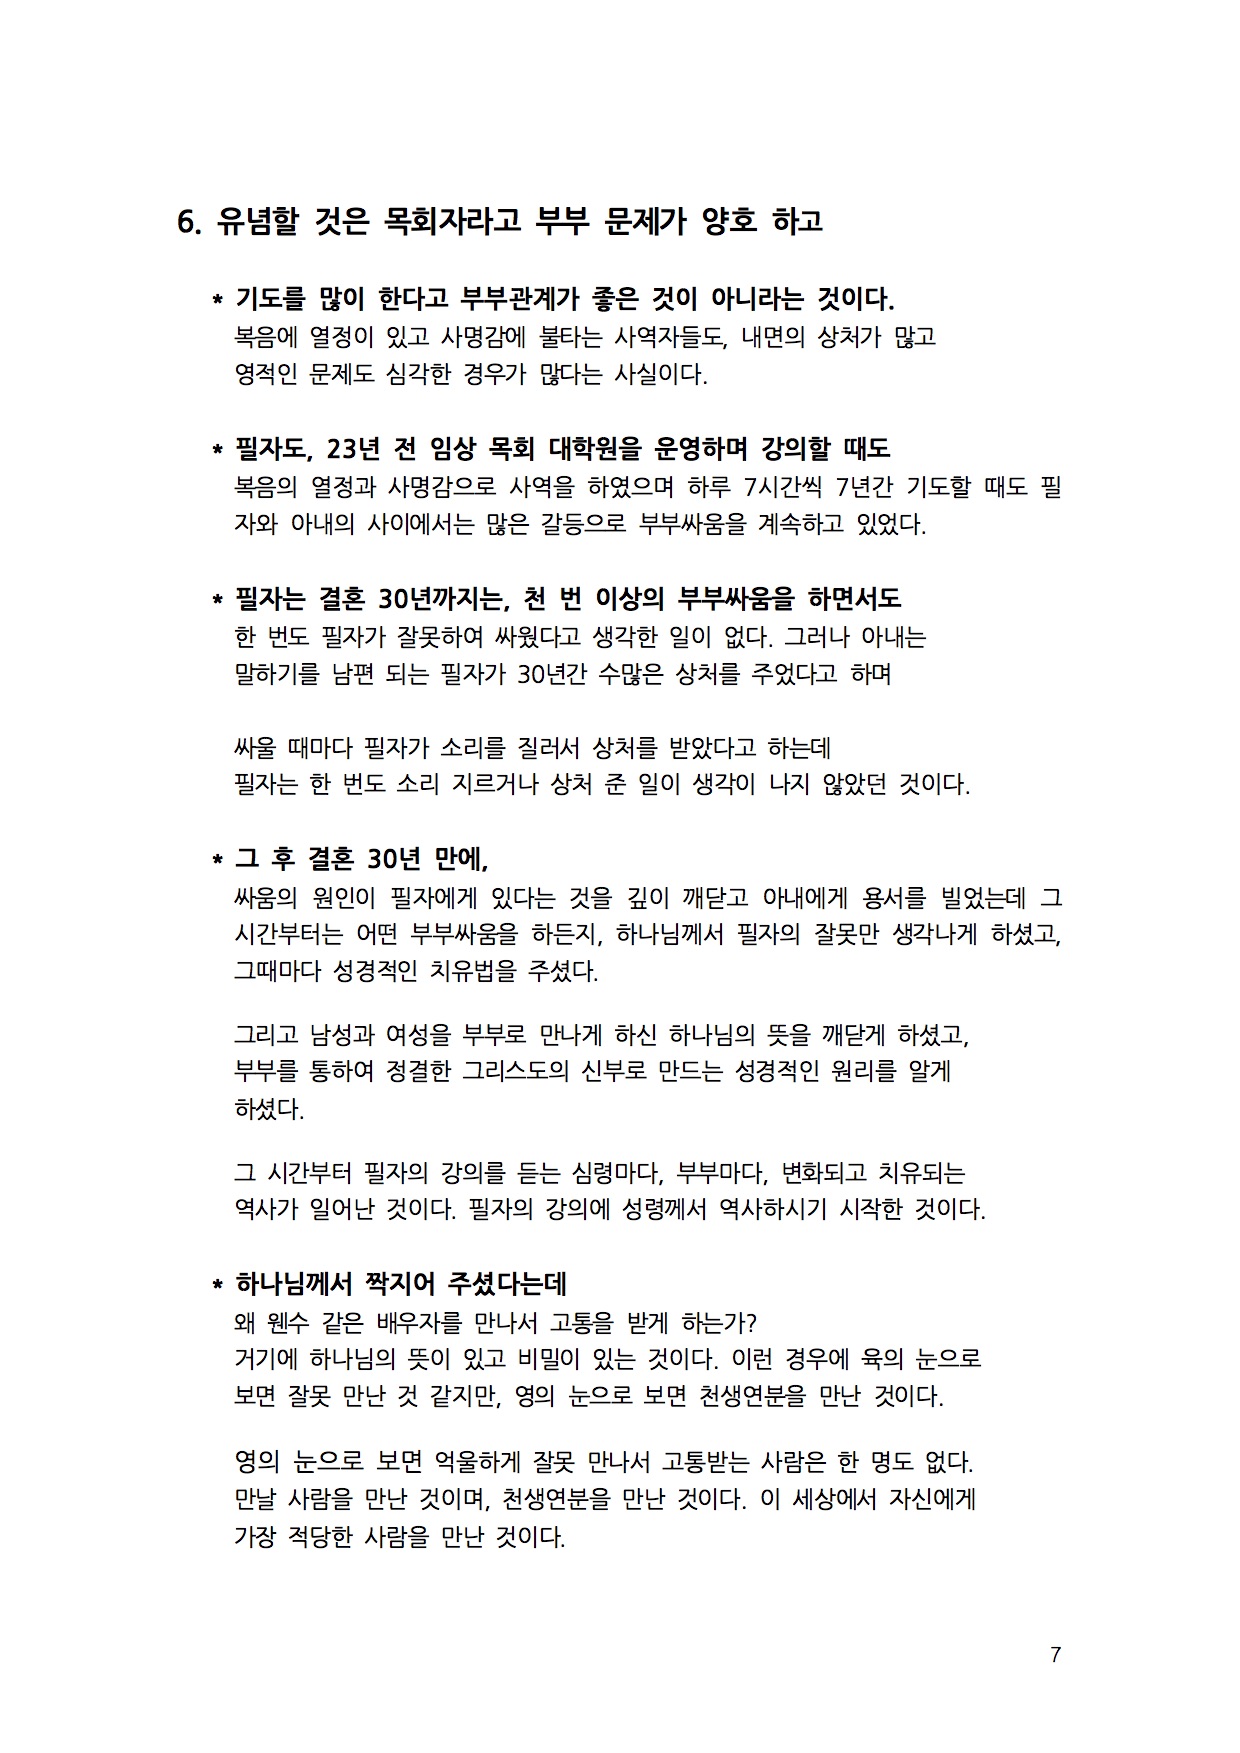 6. 유념할 것은 목회자라고 부부 문제가 양호 하고
* 기도를 많이 한다고 부부관계가 좋은 것이 아니라는 것이다.
복음에 열정이 있고 사명감에 불타는 사역자들도, 내면의 상처가 많고
영적인 문제도 심각한 경우가 많다는 사실이다.
* 필자도, 23년 전 임상 목회 대학원을 운영하며 강의할 때도
복음의 열정과 사명감으로 사역을 하였으며 하루 7시간씩 7년간 기도할 때도 필
자와 아내의 사이에서는 많은 갈등으로 부부싸움을 계속하고 있었다.
* 필자는 결혼 30년까지는, 천 번 이상의 부부싸움을 하면서도
한 번도 필자가 잘못하여 싸웠다고 생각한 일이 없다. 그러나 아내는
말하기를 남편 되는 필자가 30년간 수많은 상처를 주었다고 하며
싸울 때마다 필자가 소리를 질러서 상처를 받았다고 하는데
필자는 한 번도 소리 지르거나 상처 준 일이 생각이 나지 않았던 것이다.
* 그 후 결혼 30년 만에,
싸움의 원인이 필자에게 있다는 것을 깊이 깨닫고 아내에게 용서를 빌었는데 그
시간부터는 어떤 부부싸움을 하든지, 하나님께서 필자의 잘못만 생각나게 하셨고,
그때마다 성경적인 치유법을 주셨다.
그리고 남성과 여성을 부부로 만나게 하신 하나님의 뜻을 깨닫게 하셨고,
부부를 통하여 정결한 그리스도의 신부로 만드는 성경적인 원리를 알게
하셨다.
그 시간부터 필자의 강의를 듣는 심령마다, 부부마다, 변화되고 치유되는
역사가 일어난 것이다. 필자의 강의에 성령께서 역사하시기 시작한 것이다.
* 하나님께서 짝지어 주셨다는데
왜 웬수 같은 배우자를 만나서 고통을 받게 하는가?
거기에 하나님의 뜻이 있고 비밀이 있는 것이다. 이런 경우에 육의 눈으로
보면 잘못 만난 것 같지만, 영의 눈으로 보면 천생연분을 만난 것이다.
영의 눈으로 보면 억울하게 잘못 만나서 고통받는 사람은 한 명도 없다.
만날 사람을 만난 것이며, 천생연분을 만난 것이다. 이 세상에서 자신에게
가장 적당한 사람을 만난 것이다.
7